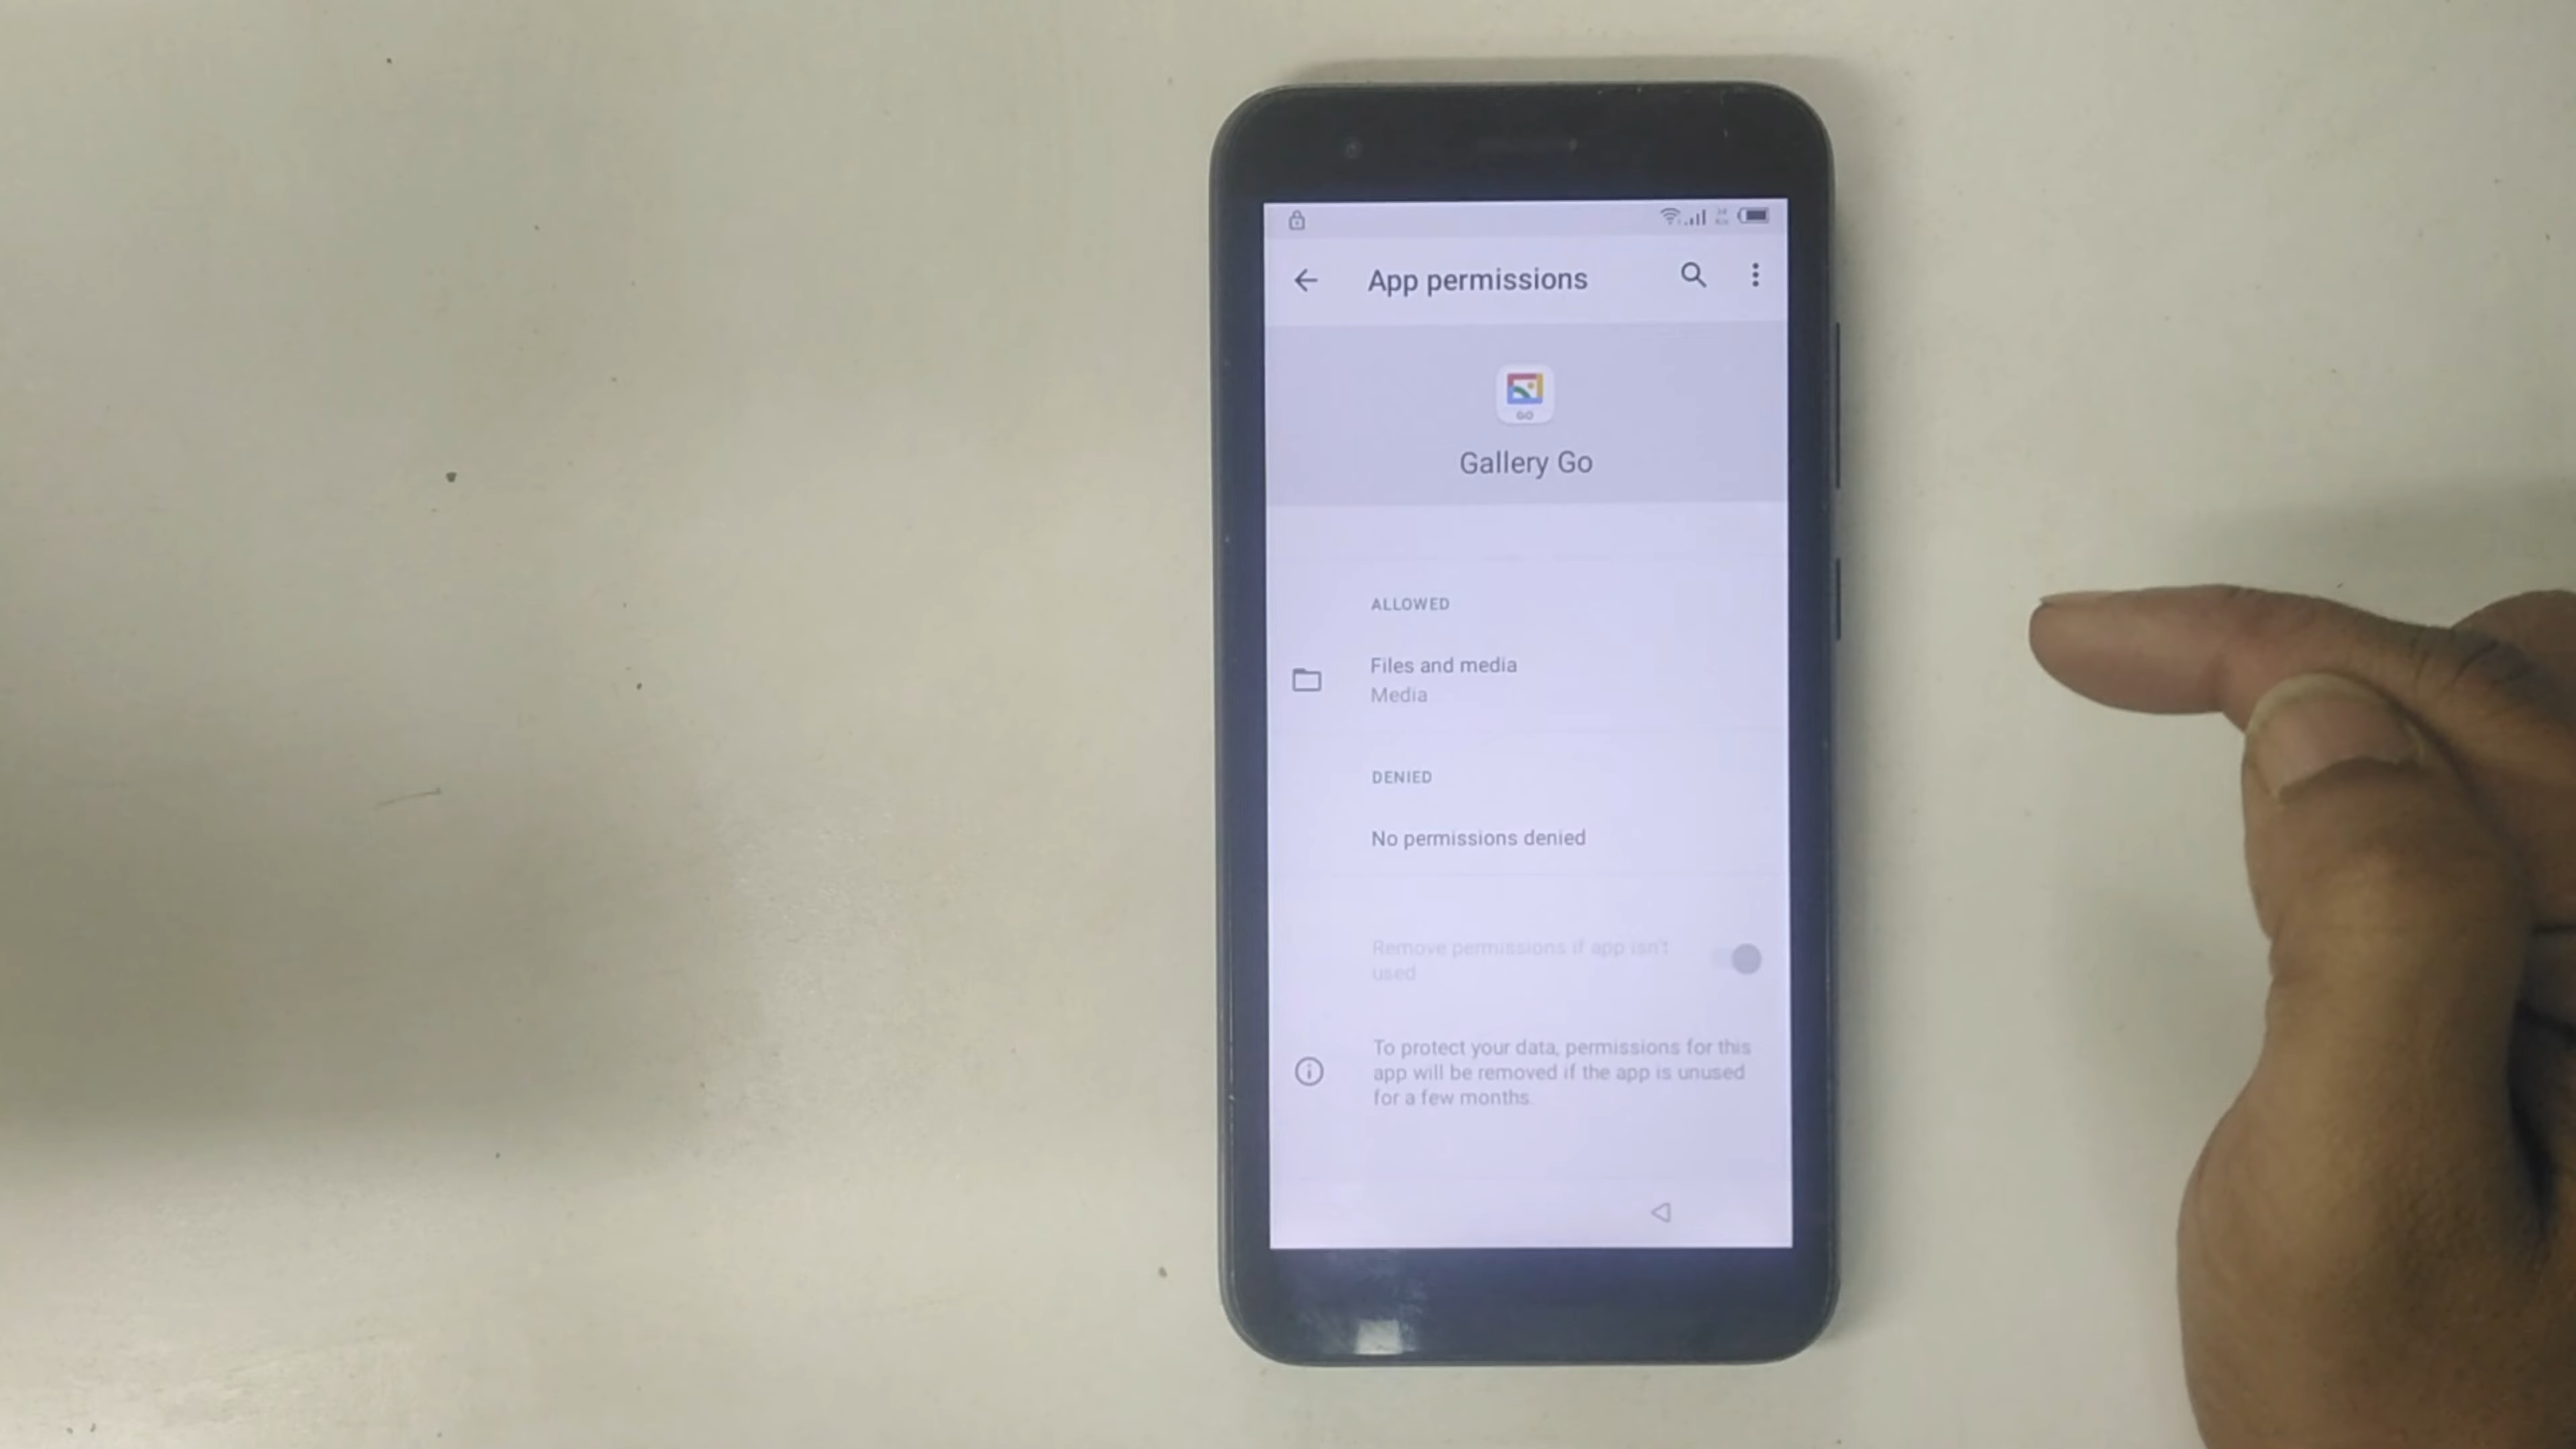 App permissions
GO
Gallery Go
ALLOWED
Files and media
Media
DENIED
No permissions denied
Remove permissions if app isn't
used
To protect your data, permissions for this
app will be removed if the app is unused
for a few months.